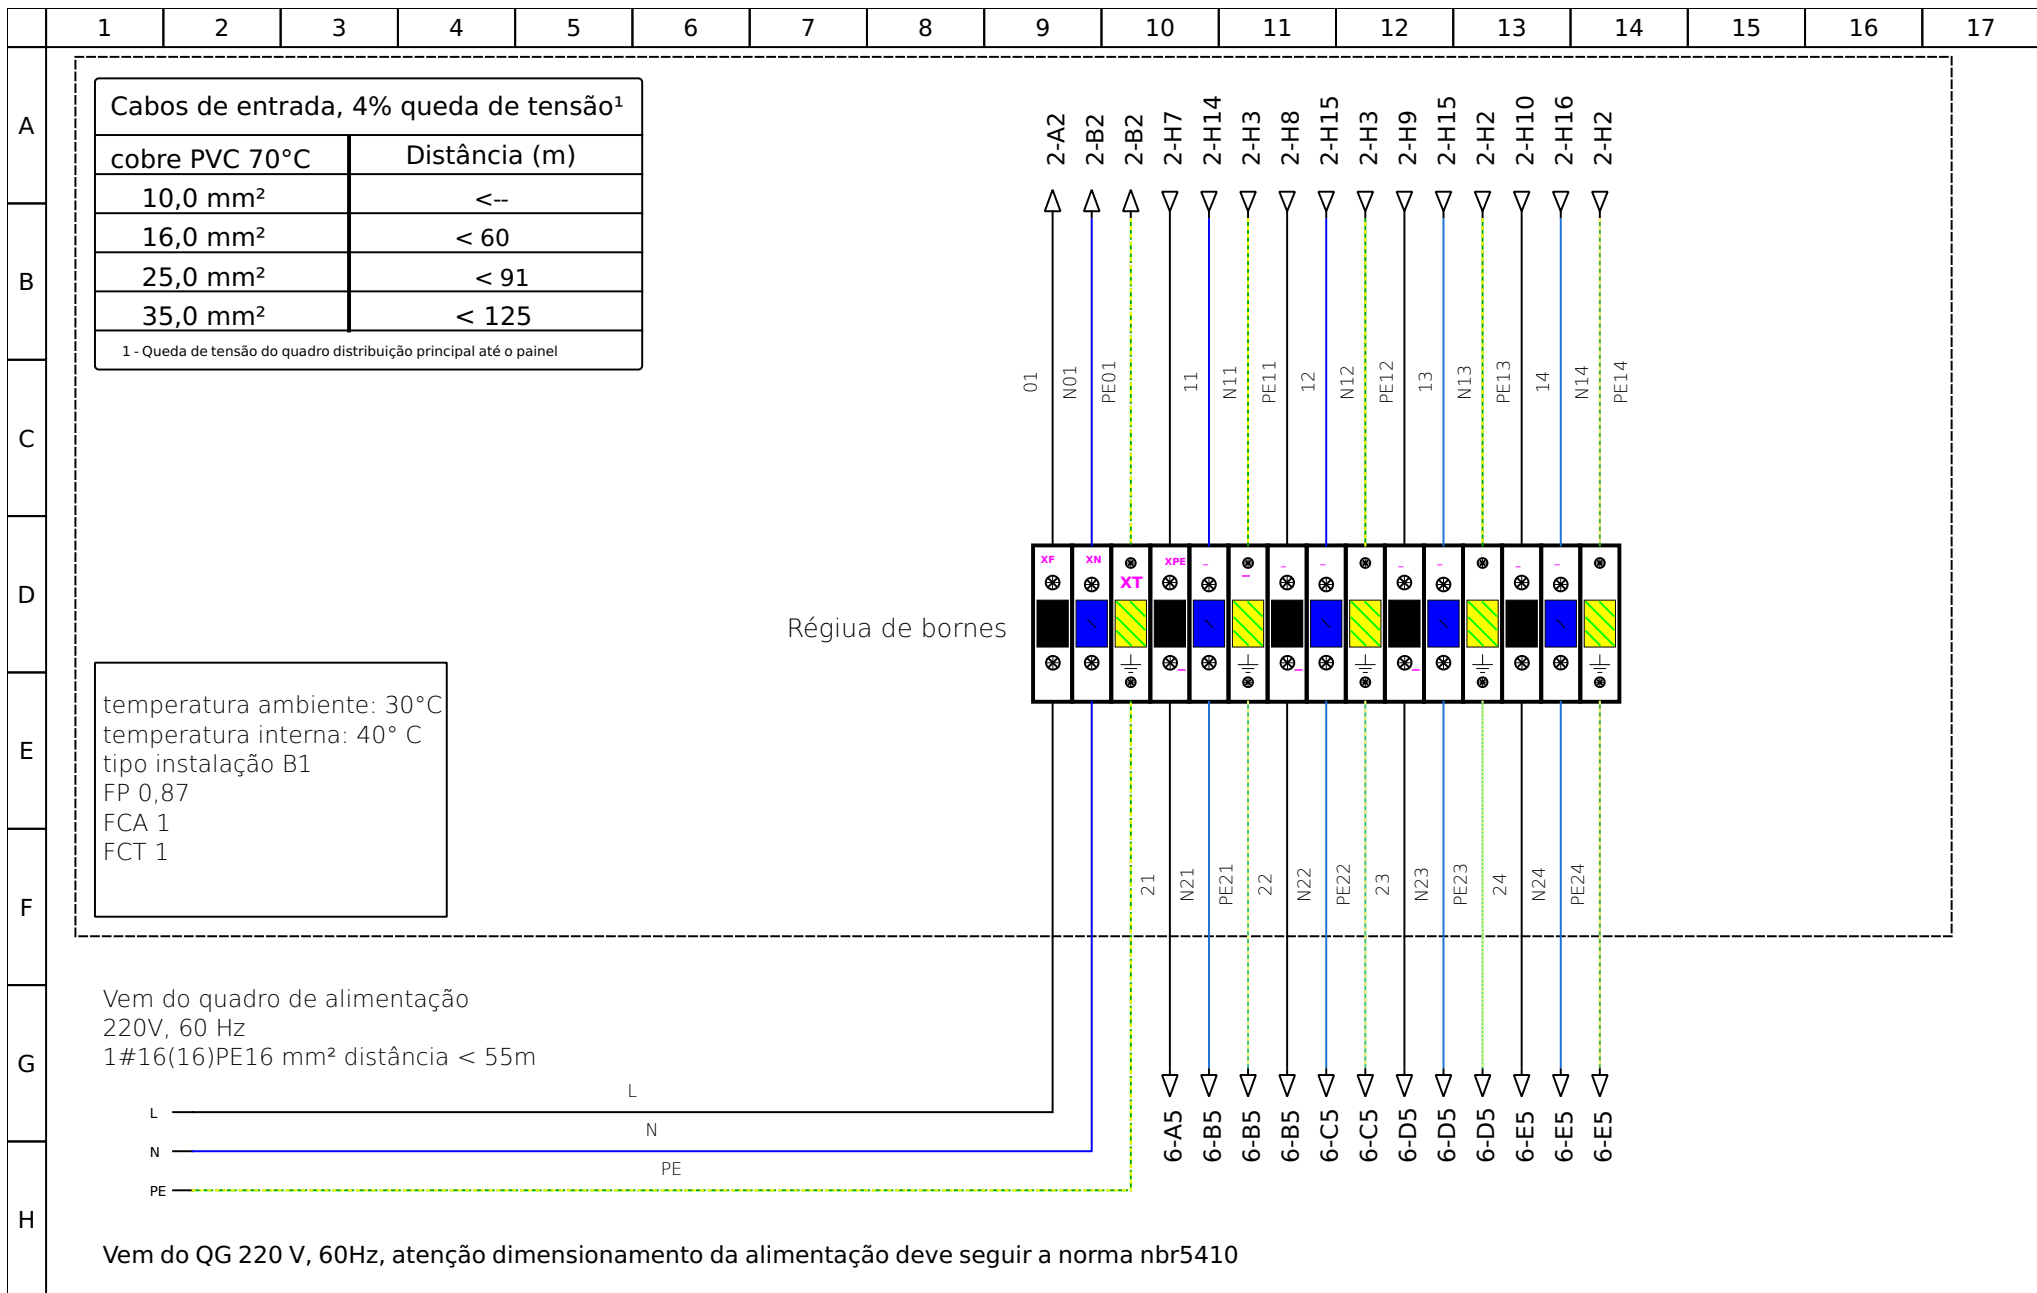 1 2 3 4 5 6 7 8 9 10 11 12 13 14 15 16 17
A
B
C
D
E
F
G
H
Cabos de entrada, 4% queda de tensão¹
cobre PVC 70°C Distância (m)
10,0 mm² <--
16,0 mm² < 60
25,0 mm² < 91
35,0 mm² < 125
1 - Queda de tensão do quadro distribuição principal até o painel
2-A2 2-B2 2-B2 2-H7 2-H14 2-H3 2-H8 2-H15 2-H3 2-H9 2-H15 2-H2 2-H10 2-H16 2-H2
01 N01 PE01 11 N11 PE11 12 N12 PE12 13 N13 PE13 14 N14 PE14
XF XN XT XPE
Régiua de bornes
temperatura ambiente: 30°C
temperatura interna: 40° C
tipo instalação B1
FP 0,87
FCA 1
FCT 1
21 N21 PE21 22 N22 PE22 23 N23 PE23 24 N24 PE24
Vem do quadro de alimentação
220V, 60 Hz
1#16(16)PE16 mm² distância < 55m
L
L
N
N
PE
PE
6-A5 6-B5 6-B5 6-B5 6-C5 6-C5 6-D5 6-D5 6-D5 6-E5 6-E5 6-E5
Vem do QG 220 V, 60Hz, atenção dimensionamento da alimentação deve seguir a norma nbr5410